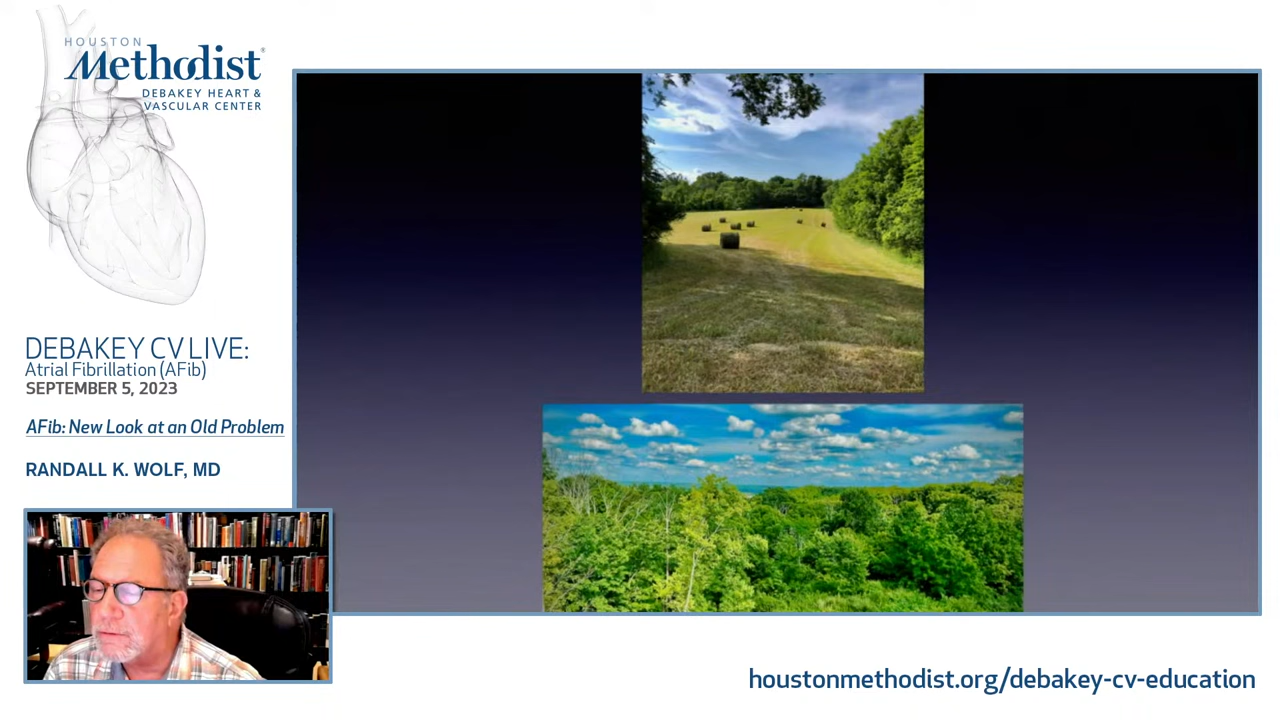 HOUSTON
Methodist®
DEBAKEY HEART &
VASCULAR CENTER
DEBAKEY CV LIVE:
Atrial Fibrillation (AFib)
SEPTEMBER 5, 2023
AFib: New Look at an Old Problem
RANDALL K. WOLF, MD
houstonmethodist.org/debakey-cv-education